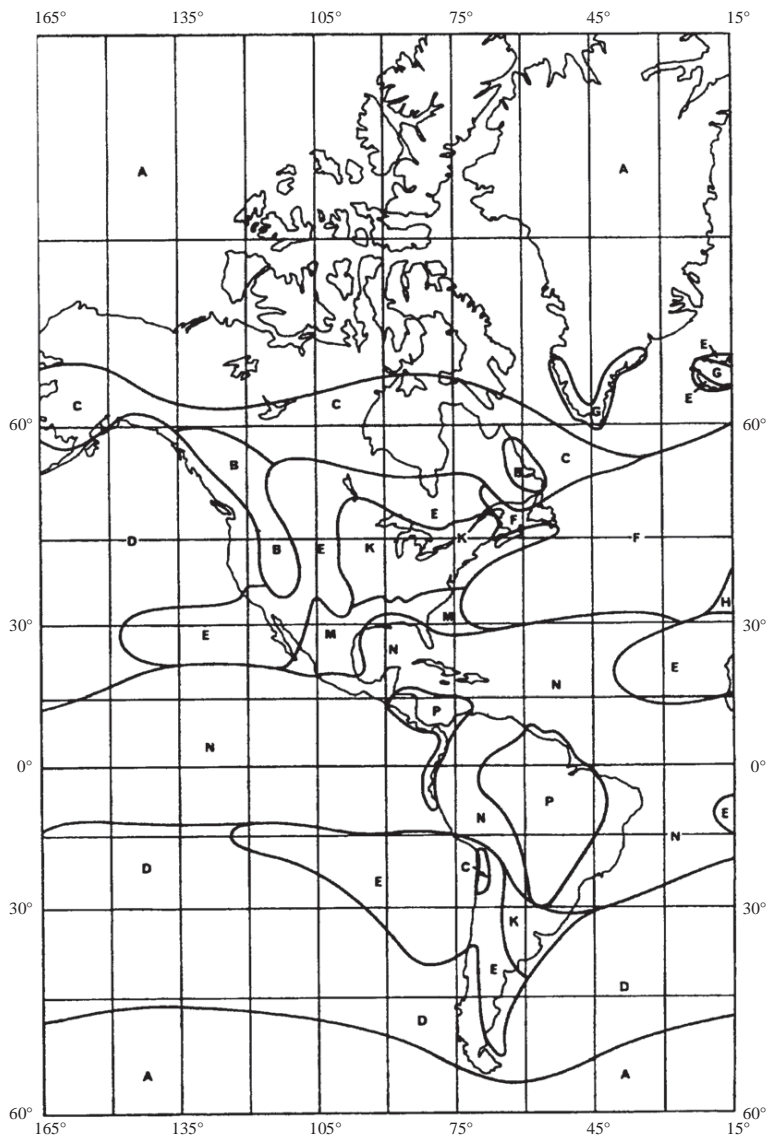 165° 135° 105° 75° 45° 15°
A A
E
G
E
C C G
60° 60°
B B C
E F
D B E K K F
H
M
30° E M 30°
N E
N
P
N
0° 0°
P E
N N
D C
E
30° 30°
K
E
D
D
A A
60° 60°
165° 135° 105° 75° 45° 15°